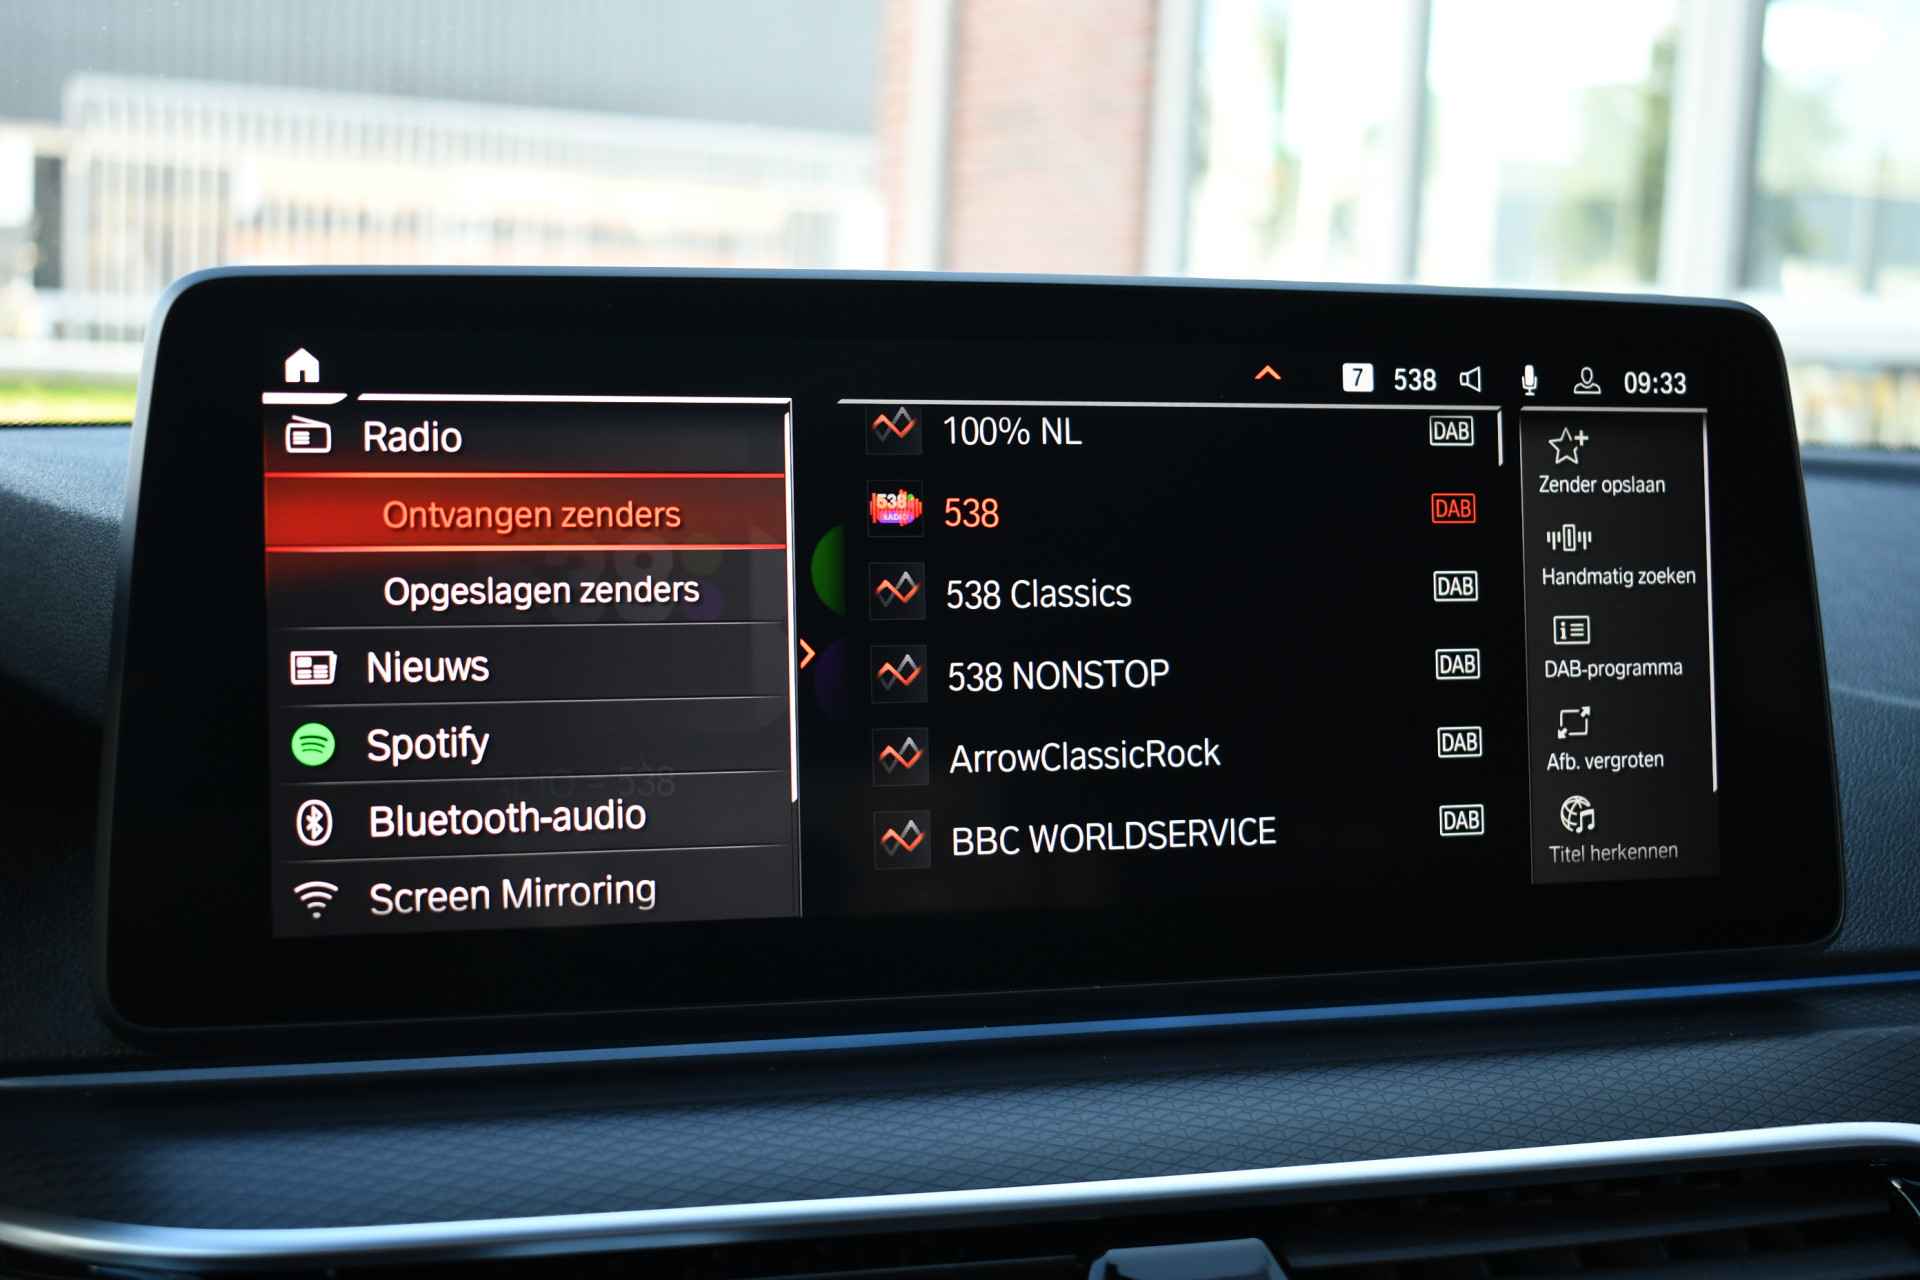 7 538 09:33
Radio
Ontvangen zenders
Opgeslagen zenders
Nieuws
Spotify
Bluetooth-audio
Screen Mirroring
100% NL DAB
538 538 DAB
538 Classics DAB
538 NONSTOP DAB
ArrowClassicRock DAB
BBC WORLDSERVICE DAB
Zender opslaan
Handmatig zoeken
DAB-programma
Afb. vergroten
Titel herkennen